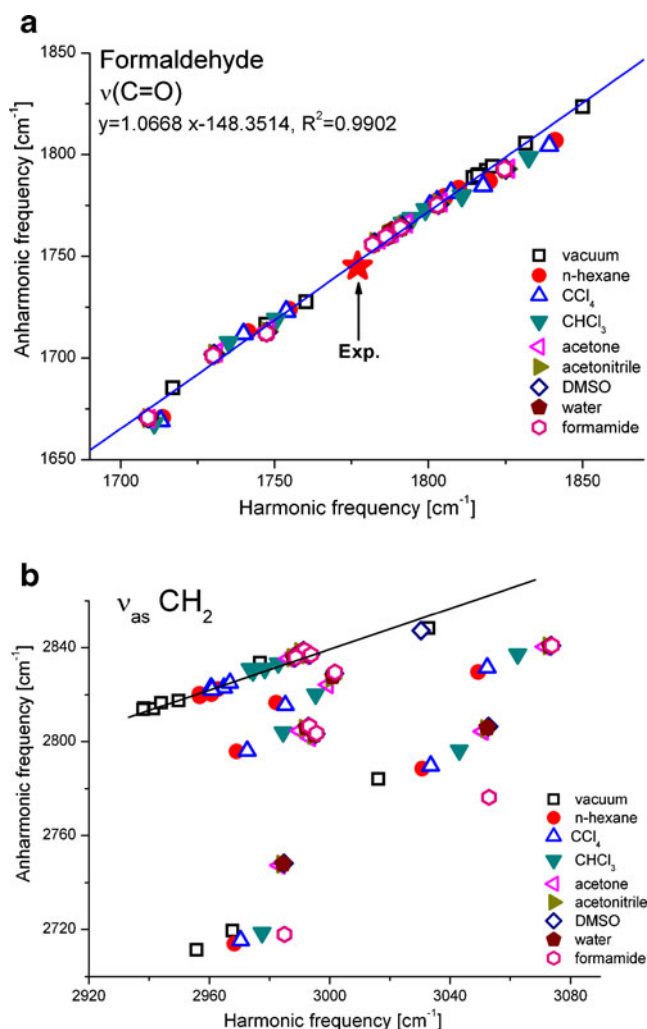 a
Formaldehyde
ν(C=O)
y=1.0668 x-148.3514, R²=0.9902
1850
1800
1750
1700
1650
Anharmonic frequency [cm⁻¹]
Exp.
vacuum
n-hexane
CCl₄
CHCl₃
acetone
acetonitrile
DMSO
water
formamide
1700
1750
1800
1850
Harmonic frequency [cm⁻¹]
b
νas CH₂
2840
2800
2760
2720
Anharmonic frequency [cm⁻¹]
vacuum
n-hexane
CCl₄
CHCl₃
acetone
acetonitrile
DMSO
water
formamide
2920
2960
3000
3040
3080
Harmonic frequency [cm⁻¹]